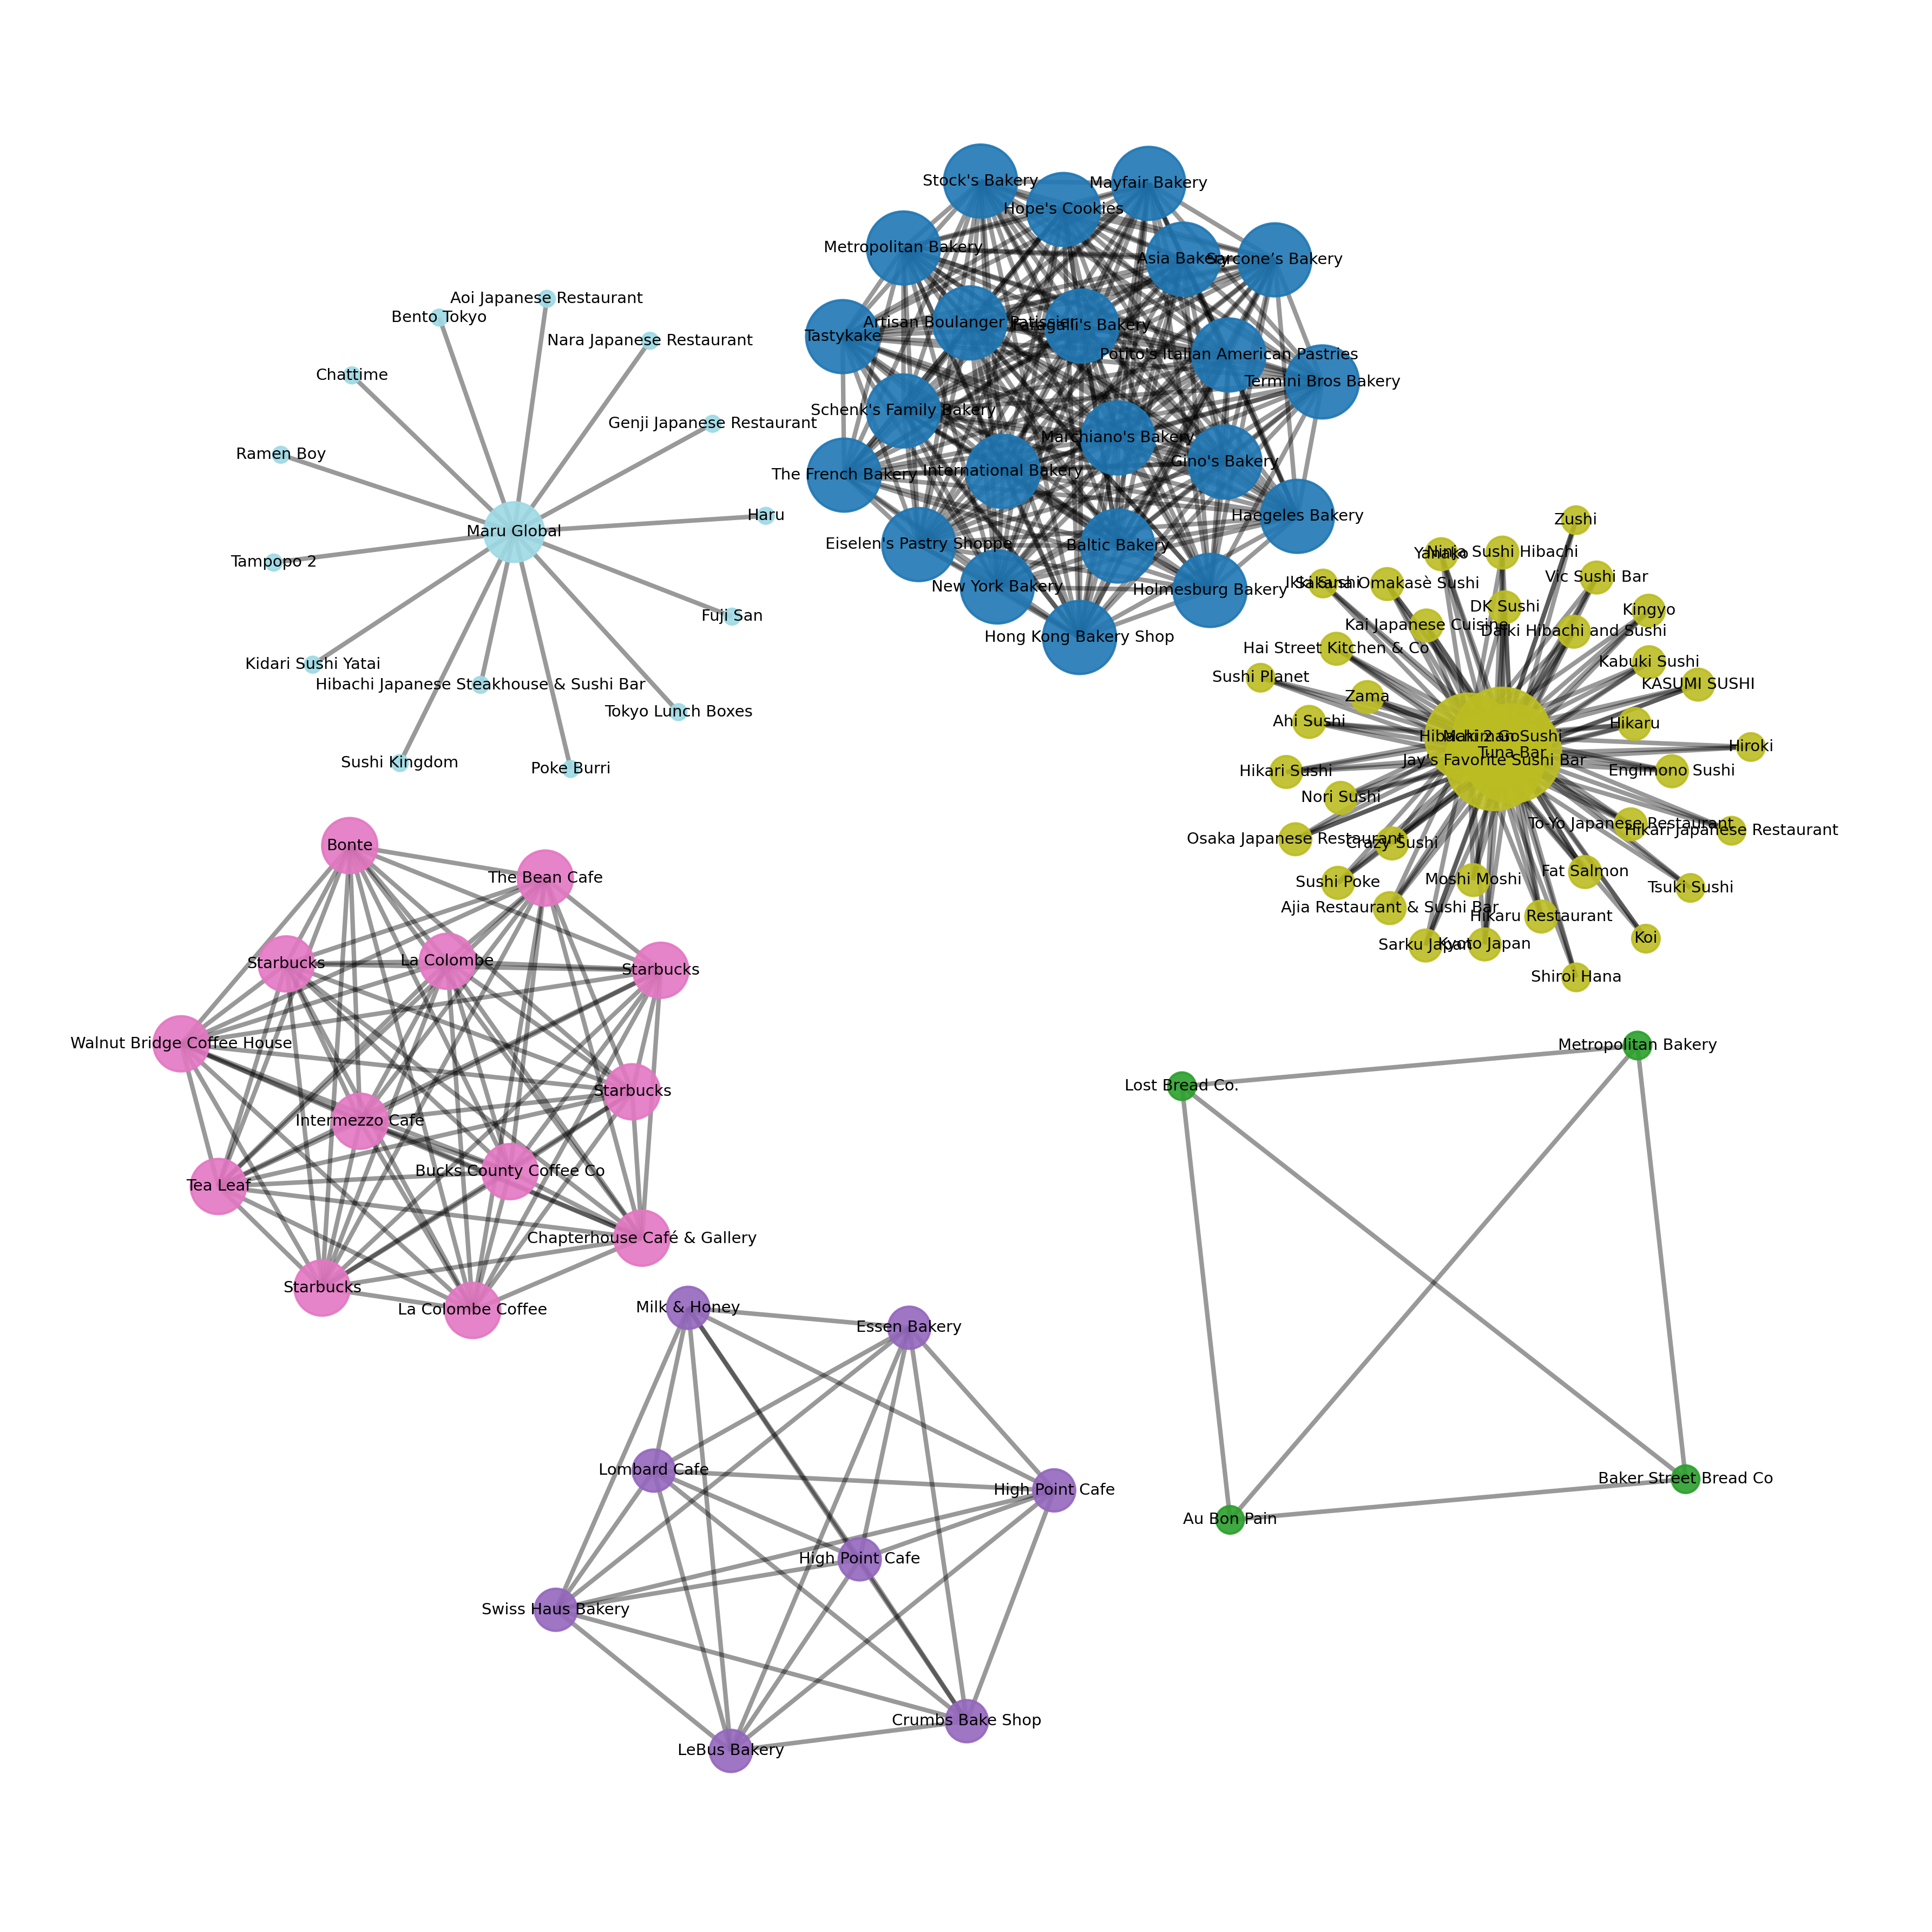 Stock's Bakery
Mayfair Bakery
Hope's Cookies
Metropolitan Bakery
Asia Bakery
Sarcone’s Bakery
Artisan Boulanger Patissier
Taragalli's Bakery
Tastykake
Potito's Italian American Pastries
Termini Bros Bakery
Schenk's Family Bakery
Marchiano's Bakery
Gino's Bakery
The French Bakery
International Bakery
Haegeles Bakery
Eiselen's Pastry Shoppe
Baltic Bakery
New York Bakery
Holmesburg Bakery
Hong Kong Bakery Shop
Aoi Japanese Restaurant
Bento Tokyo
Nara Japanese Restaurant
Chattime
Genji Japanese Restaurant
Ramen Boy
Haru
Maru Global
Tampopo 2
Fuji San
Kidari Sushi Yatai
Hibachi Japanese Steakhouse & Sushi Bar
Tokyo Lunch Boxes
Sushi Kingdom
Poke Burri
Zushi
Yanako
Ninja Sushi Hibachi
Vic Sushi Bar
Ikki Sushi
Sakana Omakasè Sushi
DK Sushi
Kingyo
Kai Japanese Cuisine
Daiki Hibachi and Sushi
Hai Street Kitchen & Co
Kabuki Sushi
Sushi Planet
KASUMI SUSHI
Zama
Ahi Sushi
Hikaru
Hibachi 2 Go
Makiman Sushi
Tuna Bar
Hiroki
Jay's Favorite Sushi Bar
Hikari Sushi
Engimono Sushi
Nori Sushi
To-Yo Japanese Restaurant
Hikari Japanese Restaurant
Osaka Japanese Restaurant
Crazy Sushi
Sushi Poke
Moshi Moshi
Fat Salmon
Tsuki Sushi
Ajia Restaurant & Sushi Bar
Hikaru Restaurant
Sarku Japan
Kyoto Japan
Koi
Shiroi Hana
Bonte
The Bean Cafe
Starbucks
La Colombe
Starbucks
Walnut Bridge Coffee House
Starbucks
Intermezzo Café
Bucks County Coffee Co
Tea Leaf
Chapterhouse Café & Gallery
Starbucks
La Colombe Coffee
Metropolitan Bakery
Lost Bread Co.
Baker Street Bread Co
Au Bon Pain
Milk & Honey
Essen Bakery
Lombard Cafe
High Point Cafe
High Point Cafe
Swiss Haus Bakery
Crumbs Bake Shop
LeBus Bakery